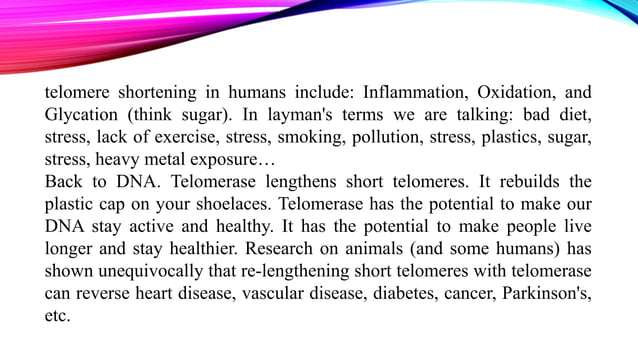 telomere shortening in humans include: Inflammation, Oxidation, and
Glycation (think sugar). In layman's terms we are talking: bad diet,
stress, lack of exercise, stress, smoking, pollution, stress, plastics, sugar,
stress, heavy metal exposure…
Back to DNA. Telomerase lengthens short telomeres. It rebuilds the
plastic cap on your shoelaces. Telomerase has the potential to make our
DNA stay active and healthy. It has the potential to make people live
longer and stay healthier. Research on animals (and some humans) has
shown unequivocally that re-lengthening short telomeres with telomerase
can reverse heart disease, vascular disease, diabetes, cancer, Parkinson's,
etc.